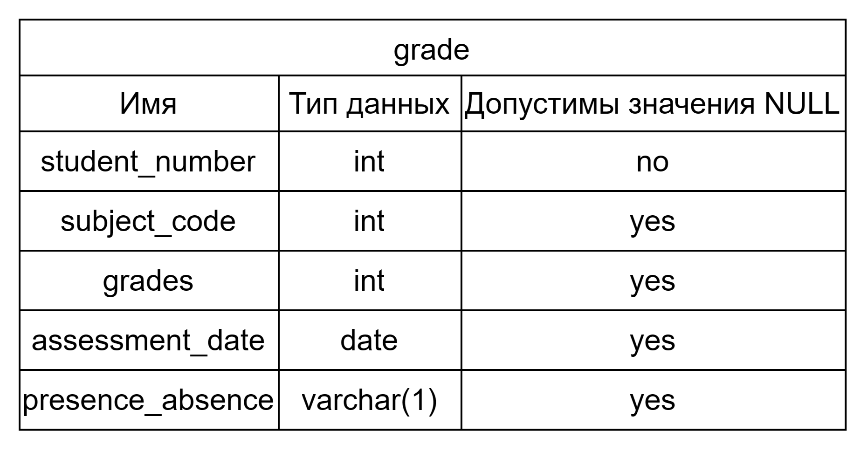 grade
Имя Тип данных Допустимы значения NULL
student_number int no
subject_code int yes
grades int yes
assessment_date date yes
presence_absence varchar(1) yes